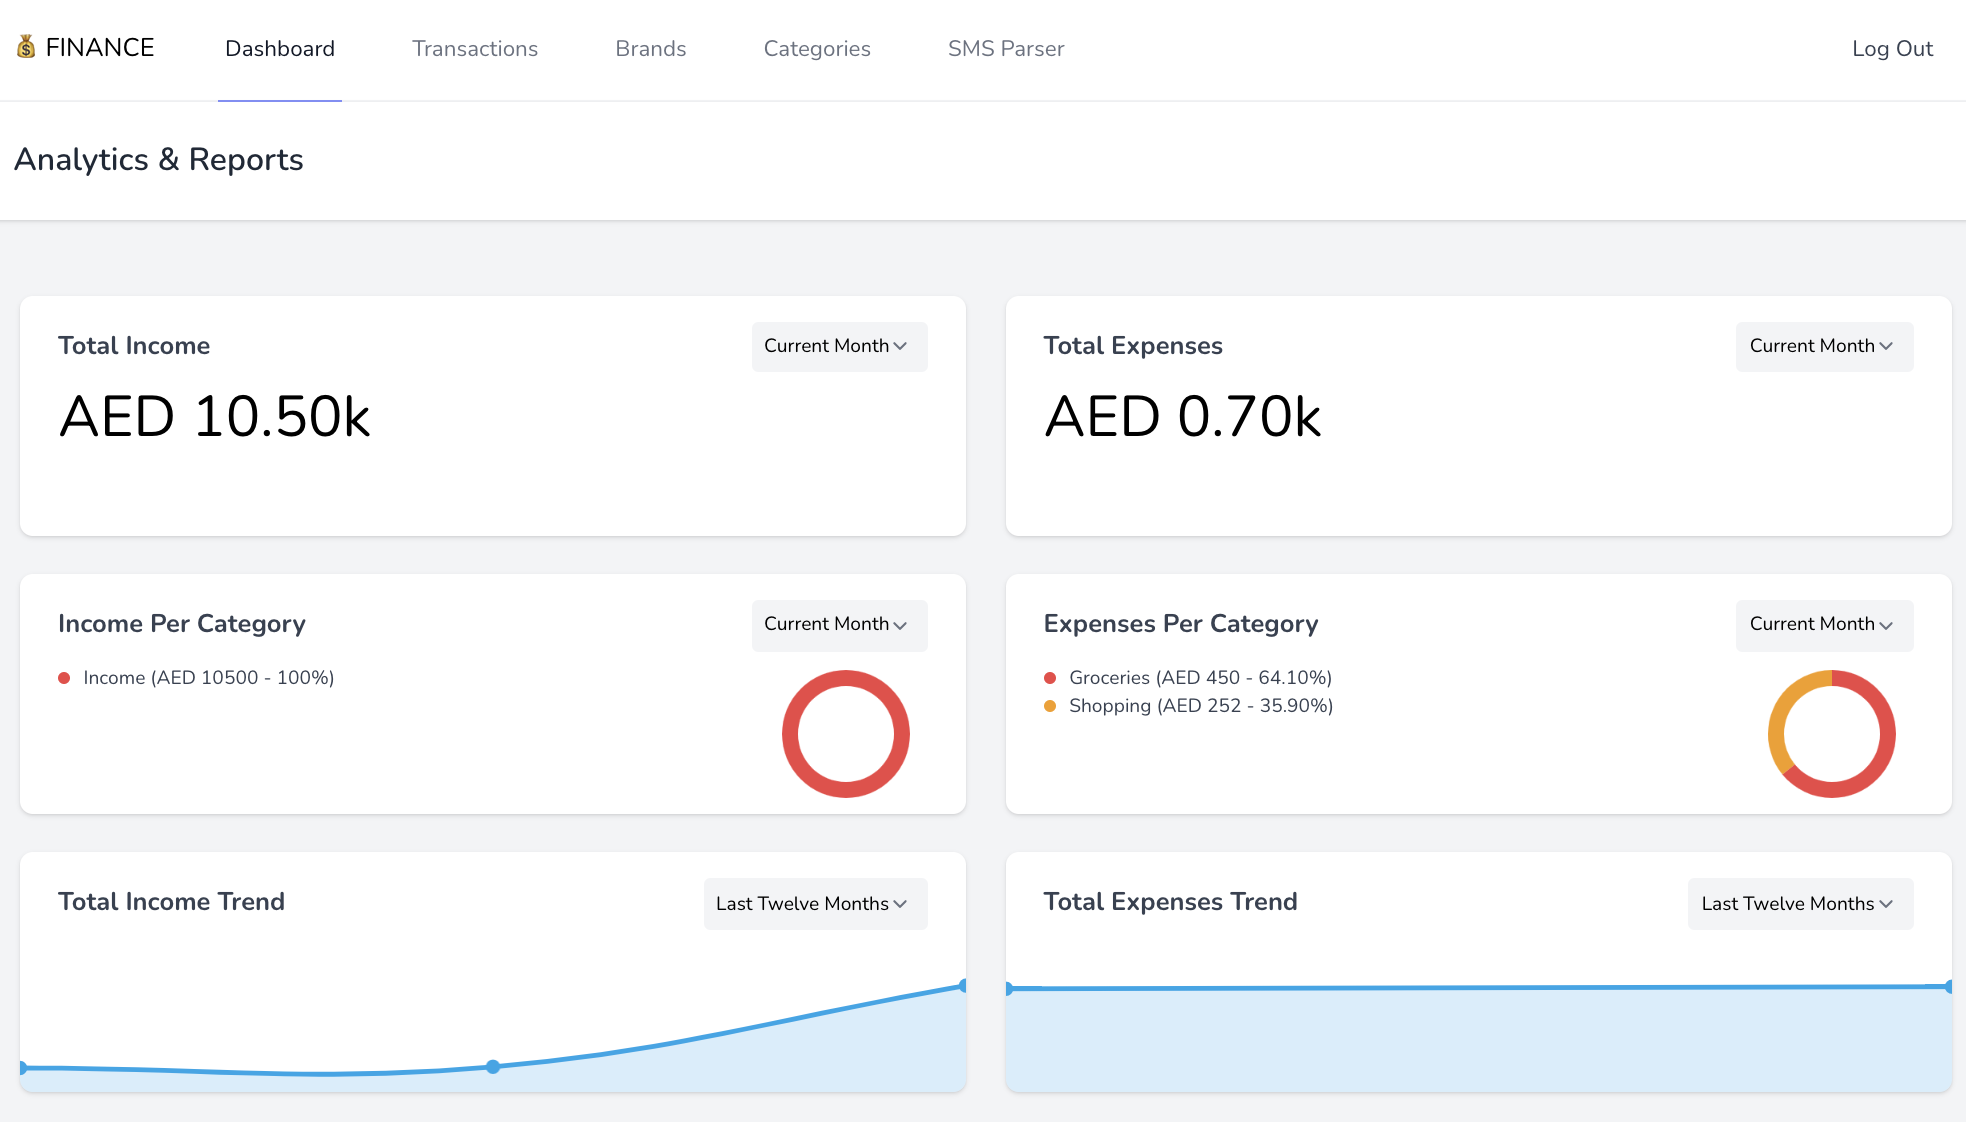 FINANCE
Dashboard
Transactions
Brands
Categories
SMS Parser
Log Out
Analytics & Reports
Total Income
Current Month
AED 10.50k
Total Expenses
Current Month
AED 0.70k
Income Per Category
Current Month
Income (AED 10500 - 100%)
Expenses Per Category
Current Month
Groceries (AED 450 - 64.10%)
Shopping (AED 252 - 35.90%)
Total Income Trend
Last Twelve Months
Total Expenses Trend
Last Twelve Months